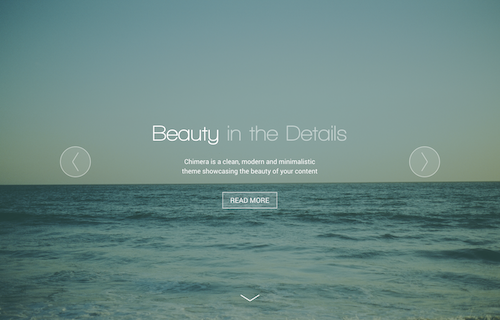 Beauty in the Details
Chimera is a clean, modern and minimalistic
theme showcasing the beauty of your content
READ MORE